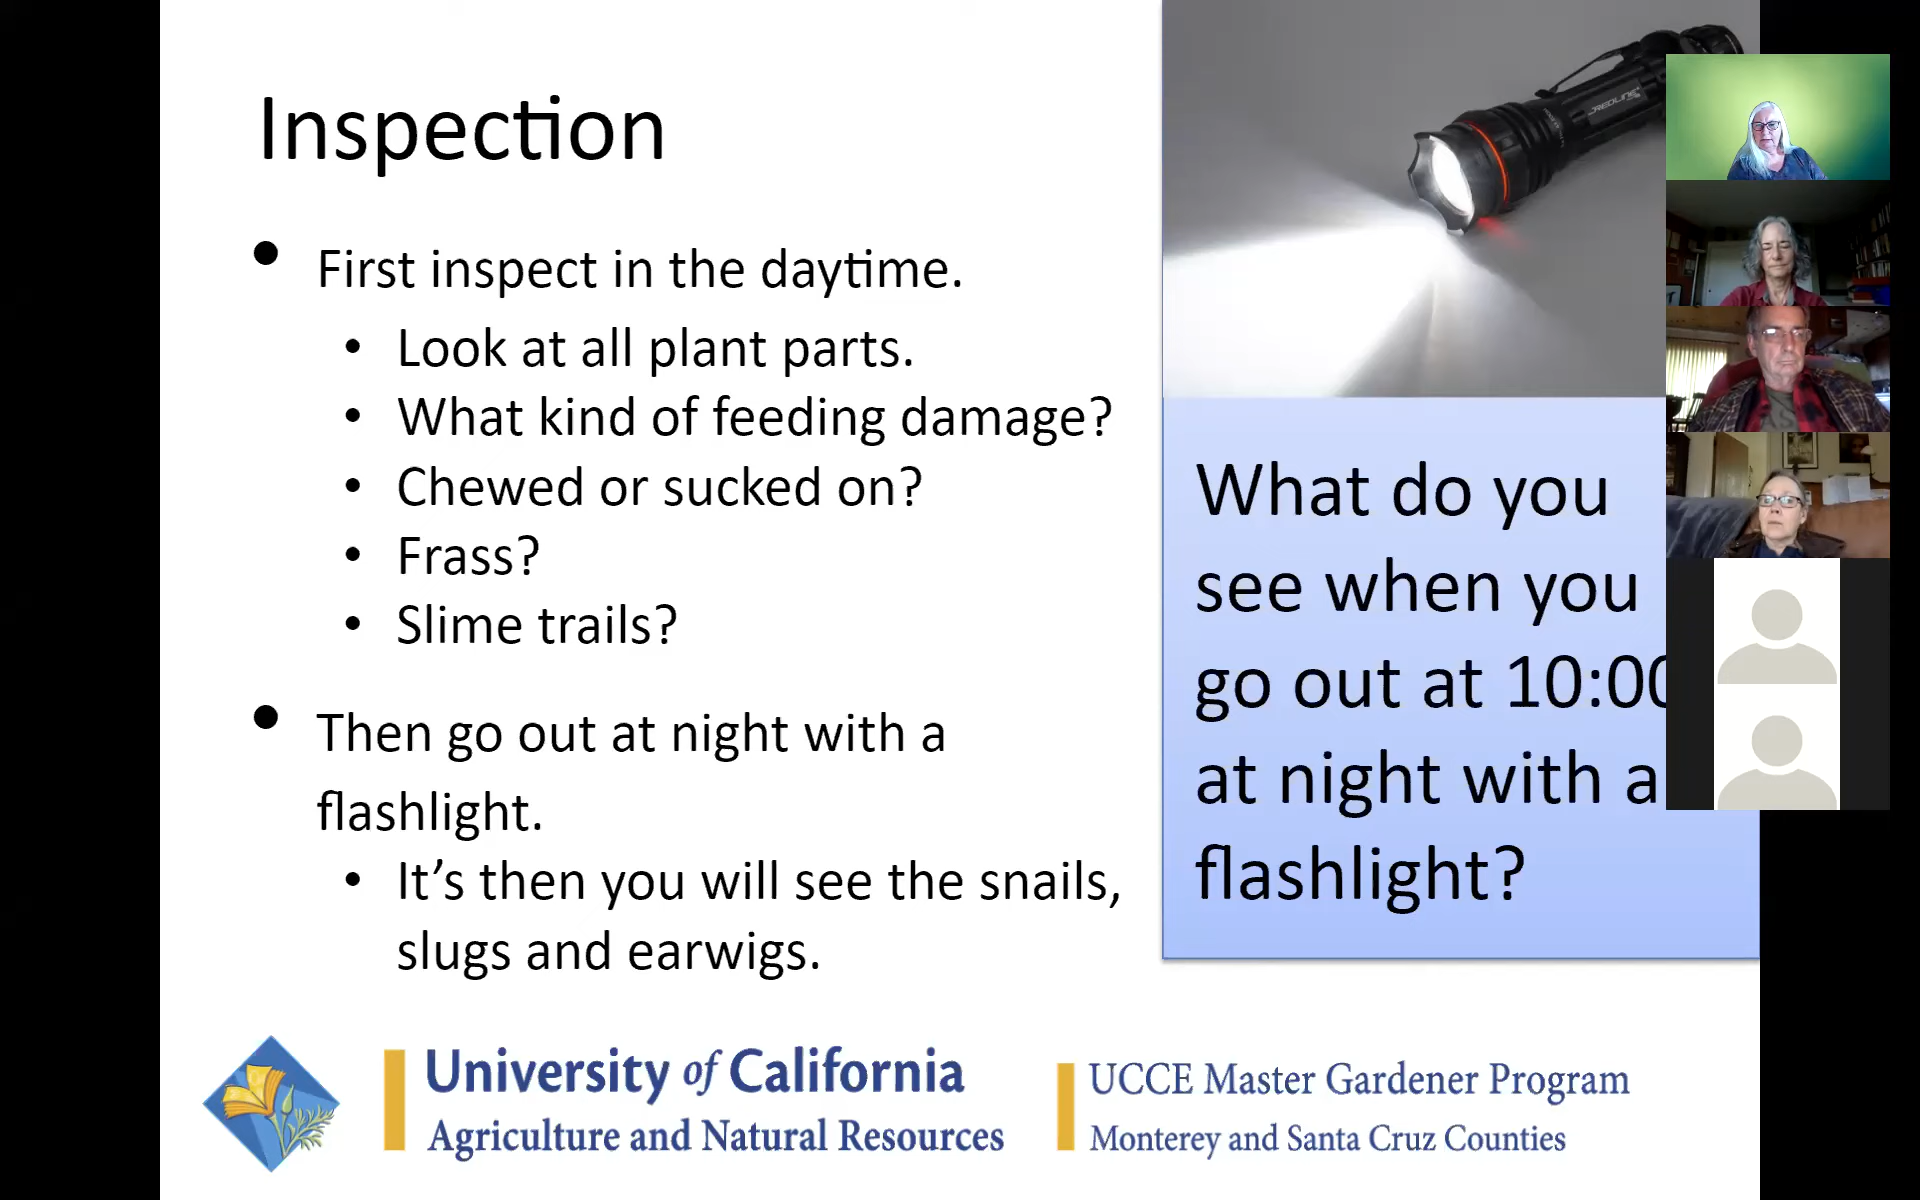 Inspection
• First inspect in the daytime.
• Look at all plant parts.
• What kind of feeding damage?
• Chewed or sucked on?
• Frass?
• Slime trails?
• Then go out at night with a
flashlight.
• It’s then you will see the snails,
slugs and earwigs.
REDLINE
What do you
see when you
go out at 10:00
at night with a
flashlight?
University of California
Agriculture and Natural Resources
UCCE Master Gardener Program
Monterey and Santa Cruz Counties